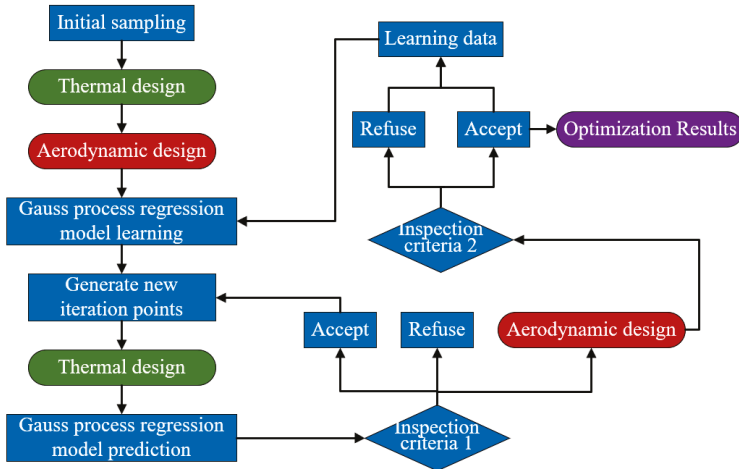 Initial sampling
Thermal design
Aerodynamic design
Gauss process regression
model learning
Generate new
iteration points
Thermal design
Gauss process regression
model prediction
Learning data
Refuse
Accept
Optimization Results
Inspection
criteria 2
Accept
Refuse
Aerodynamic design
Inspection
criteria 1